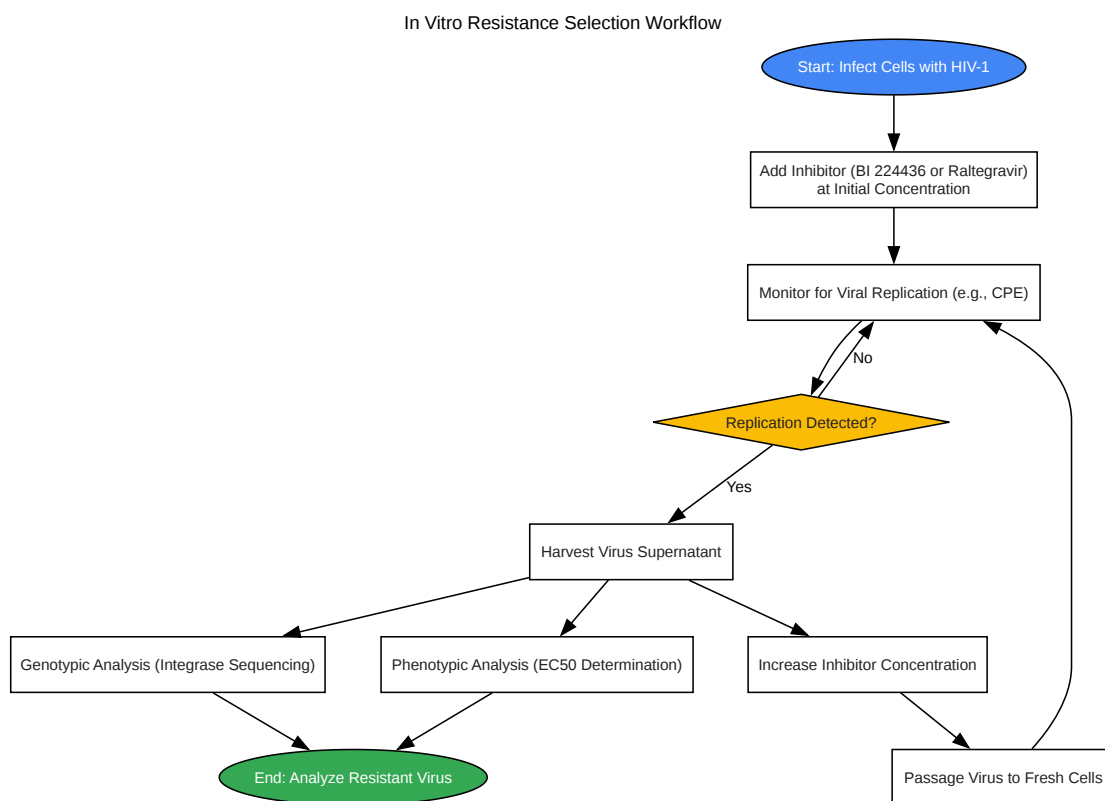 In Vitro Resistance Selection Workflow
Start: Infect Cells with HIV-1
Add Inhibitor (BI 224436 or Raltegravir)
at Initial Concentration
Monitor for Viral Replication (e.g., CPE)
No
Replication Detected?
Yes
Harvest Virus Supernatant
Genotypic Analysis (Integrase Sequencing)
Phenotypic Analysis (EC50 Determination)
Increase Inhibitor Concentration
End: Analyze Resistant Virus
Passage Virus to Fresh Cells